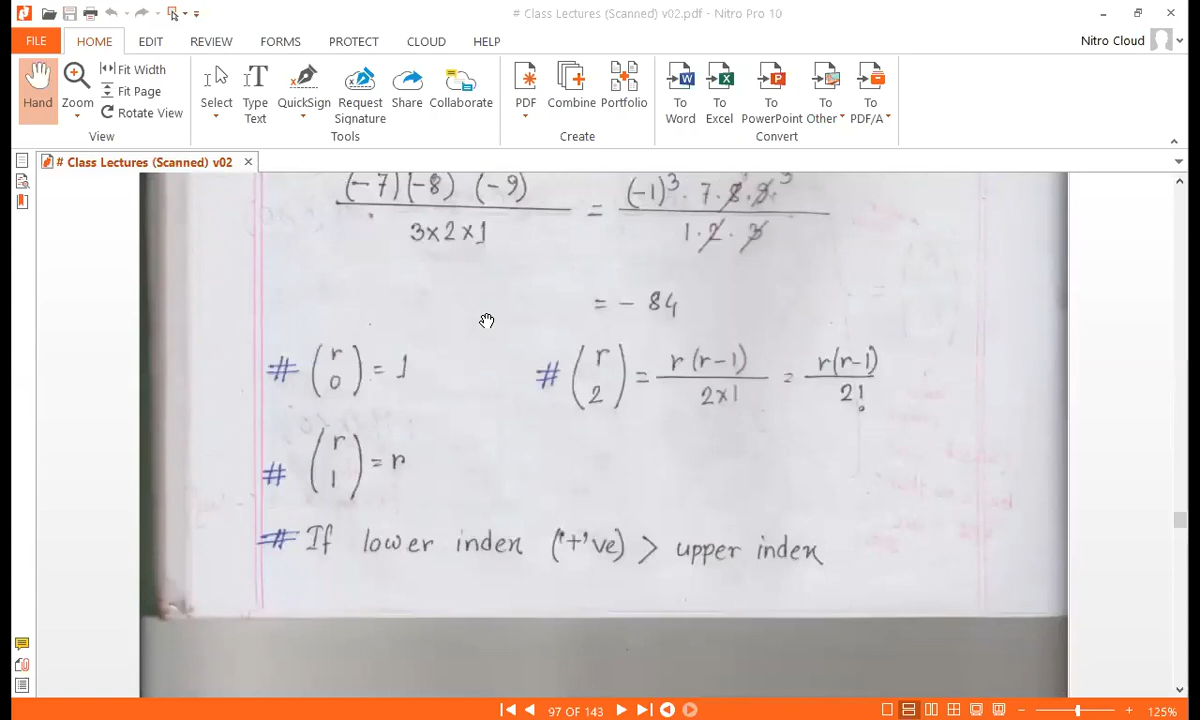 # Class Lectures (Scanned) v02.pdf - Nitro Pro 10
FILE HOME EDIT REVIEW FORMS PROTECT CLOUD HELP Nitro Cloud
Hand Zoom Fit Width Fit Page Rotate View Select Type Text QuickSign Request Signature Share Collaborate PDF Combine Portfolio To Word To Excel To PowerPoint To Other To PDF/A
View Tools Create Convert
# Class Lectures (Scanned) v02
(-7)(-8) (-9) / 3×2×1 = (-1)³ . 7.8.9.³ / 1.2.3
= - 84
# (r 0) = 1 # (r 2) = r(r-1) / 2×1 = r(r-1) / 2!
# (r 1) = r
# If lower index ('+'ve) > upper index
97 OF 143 125%